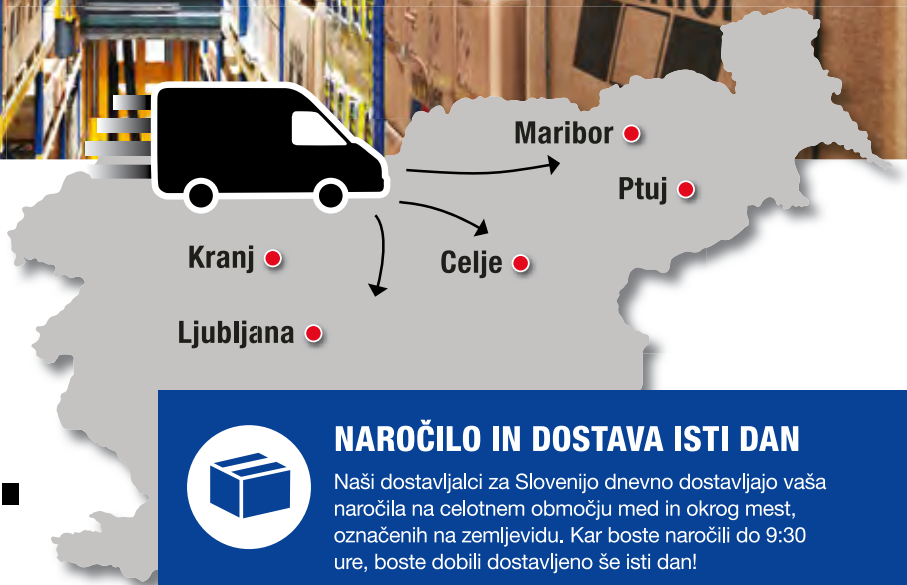 Maribor
Ptuj
Kranj
Celje
Ljubljana
NAROČILO IN DOSTAVA ISTI DAN
Naši dostavljalci za Slovenijo dnevno dostavljajo vaša
naročila na celotnem območju med in okrog mest,
označenih na zemljevidu. Kar boste naročili do 9:30
ure, boste dobili dostavljeno še isti dan!